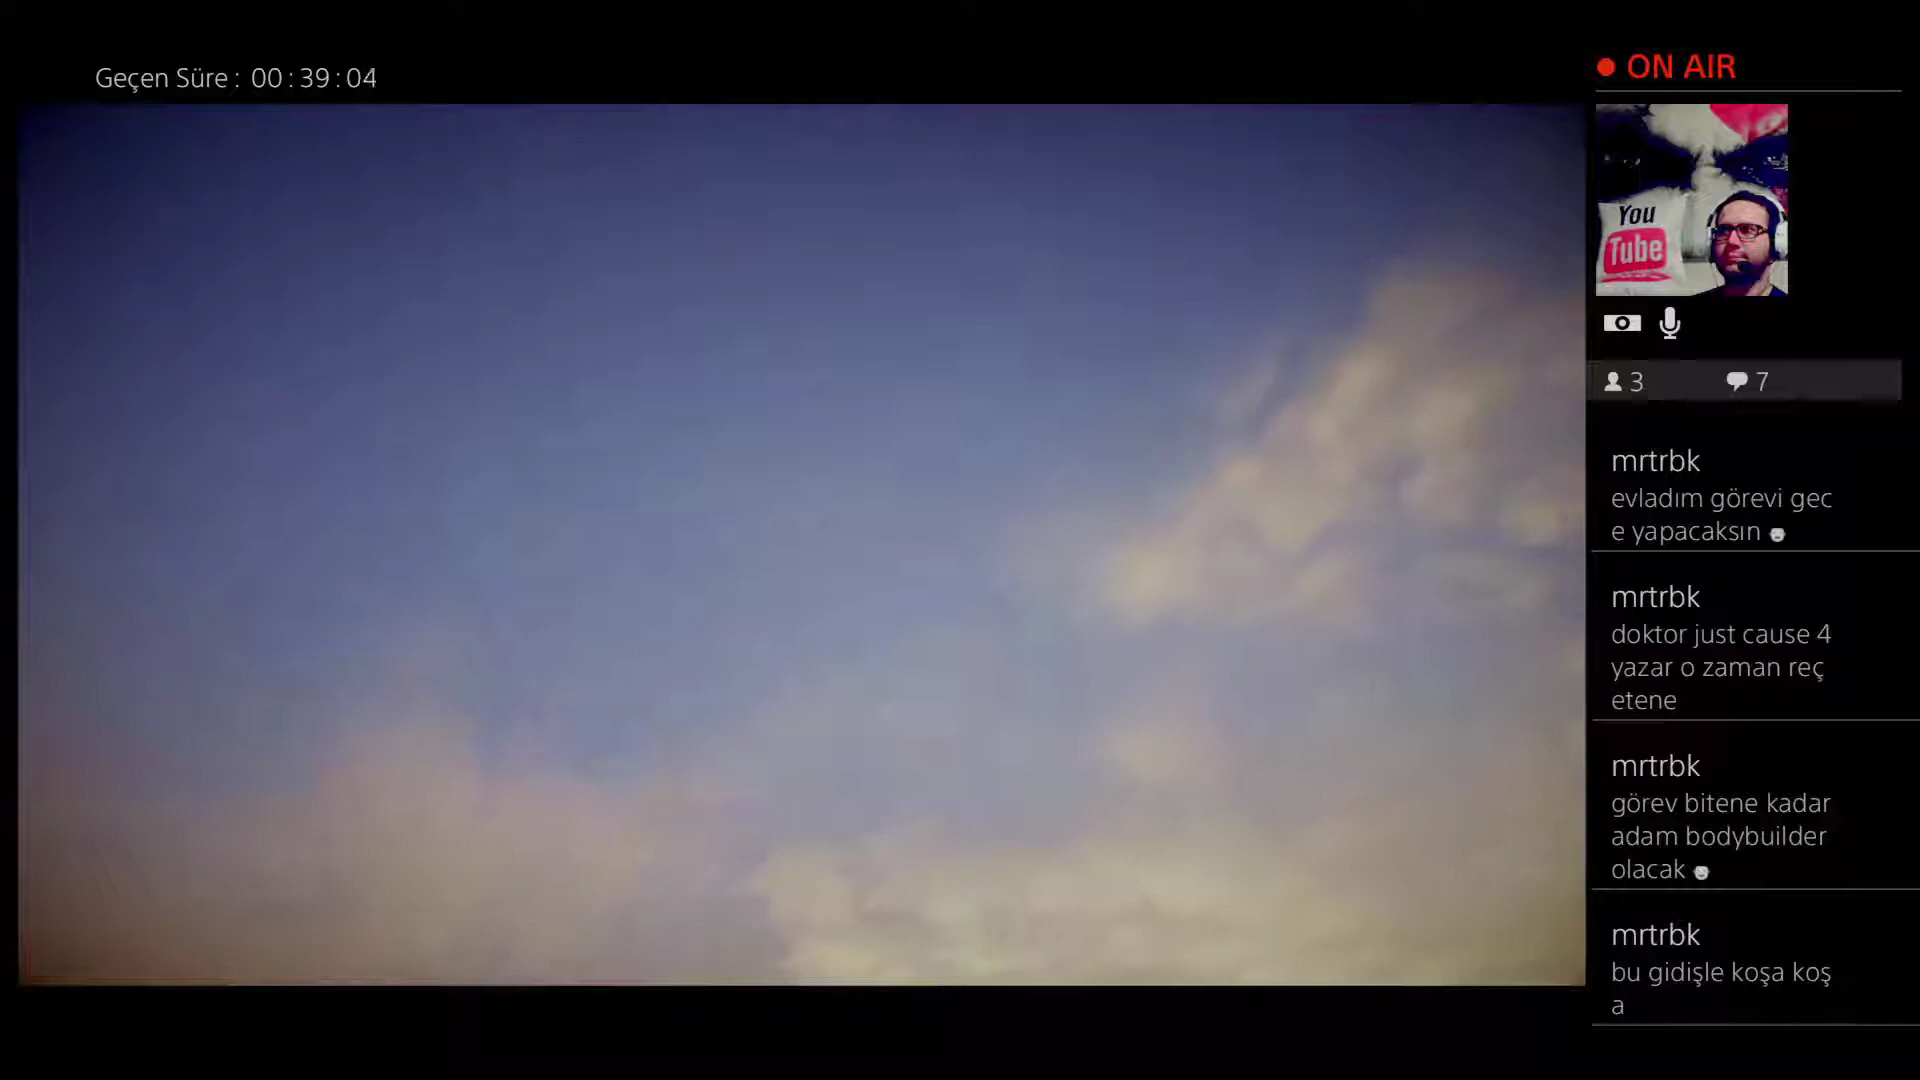 Geçen Süre : 00 : 39 : 04
ON AIR
You
Tube
3
7
mrtrbk
evladım görevi gec
e yapacaksın
mrtrbk
doktor just cause 4
yazar o zaman reç
etene
mrtrbk
görev bitene kadar
adam bodybuilder
olacak
mrtrbk
bu gidişle koşa koş
a